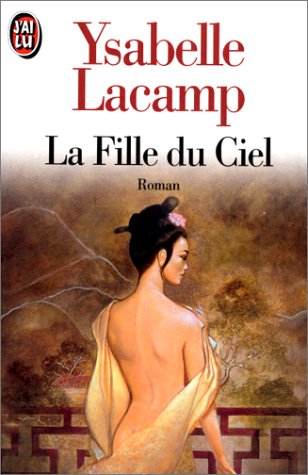 J'AI
LU
Ysabelle
Lacamp
La Fille du Ciel
Roman